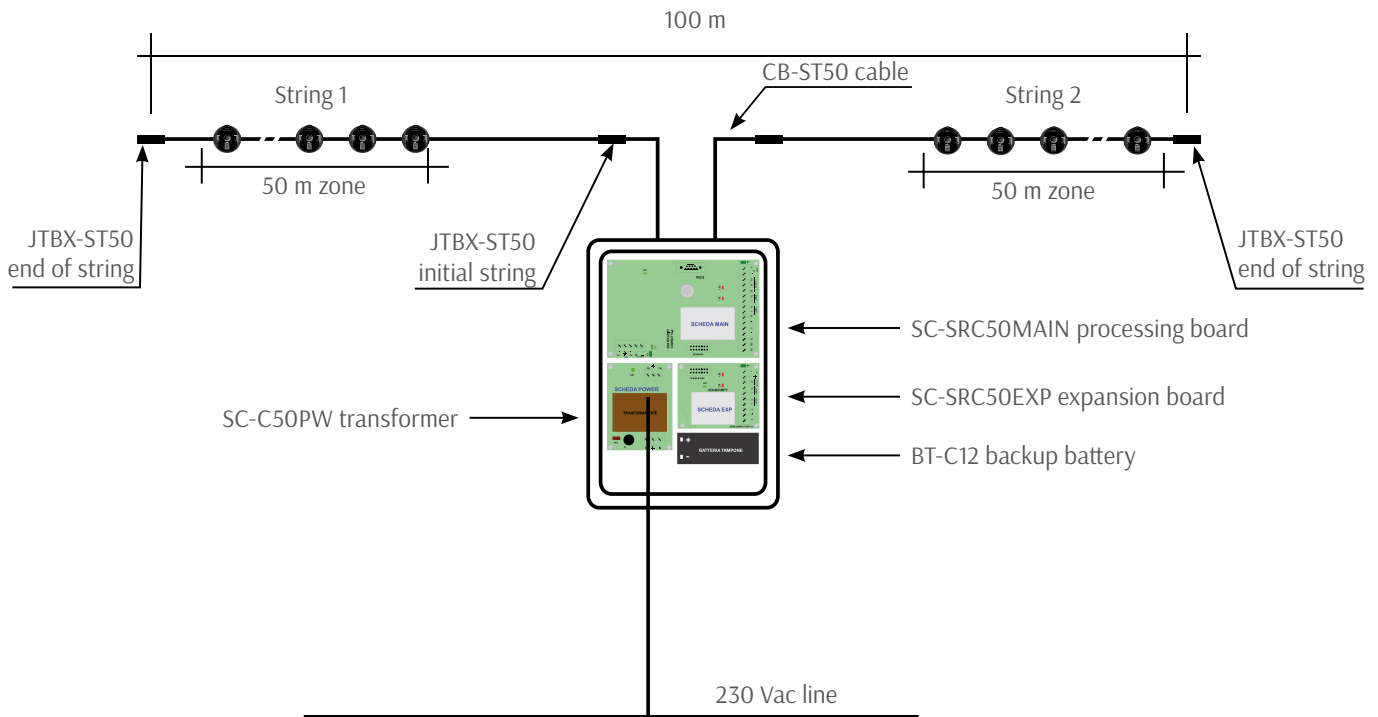 100 m
CB-ST50 cable
String 1
String 2
50 m zone
50 m zone
JTBX-ST50
end of string
JTBX-ST50
initial string
JTBX-ST50
end of string
SCHEDA MAIN
SC-SRC50MAIN processing board
SCHEDA POWER
TRASFORMATORE
SCHEDA EXP
SC-SRC50EXP expansion board
SC-C50PW transformer
BATTERIA TAMPONE
+
-
BT-C12 backup battery
230 Vac line